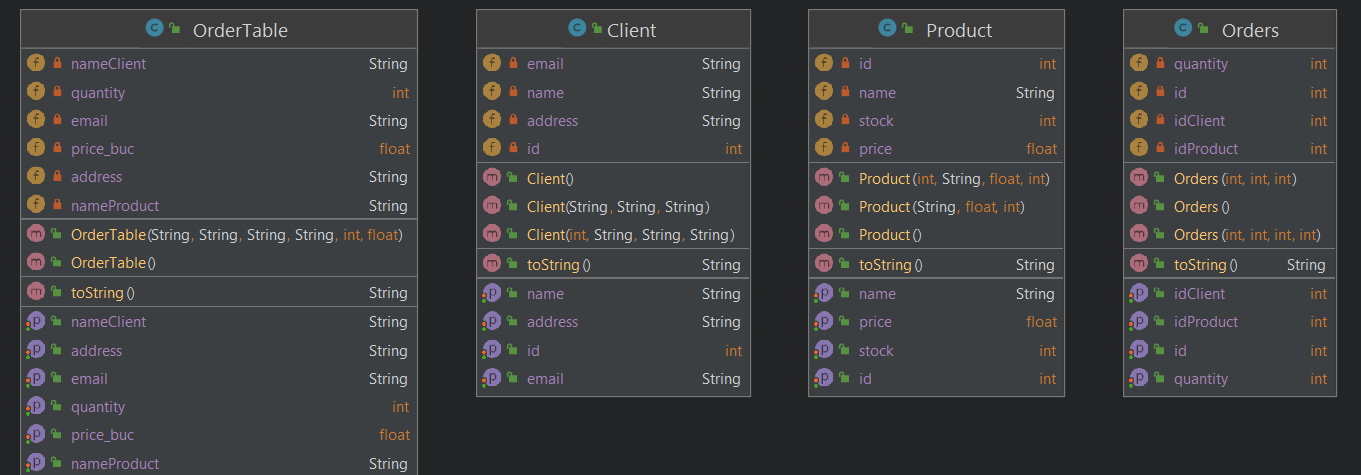 OrderTable
nameClient String
quantity int
email String
price_buc float
address String
nameProduct String
OrderTable(String, String, String, String, int, float)
OrderTable()
toString() String
nameClient String
address String
email String
quantity int
price_buc float
nameProduct String
Client
email String
name String
address String
id int
Client()
Client(String, String, String)
Client(int, String, String, String)
toString() String
name String
address String
id int
email String
Product
id int
name String
stock int
price float
Product(int, String, float, int)
Product(String, float, int)
Product()
toString() String
name String
price float
stock int
id int
Orders
quantity int
id int
idClient int
idProduct int
Orders(int, int, int)
Orders()
Orders(int, int, int, int)
toString() String
idClient int
idProduct int
id int
quantity int